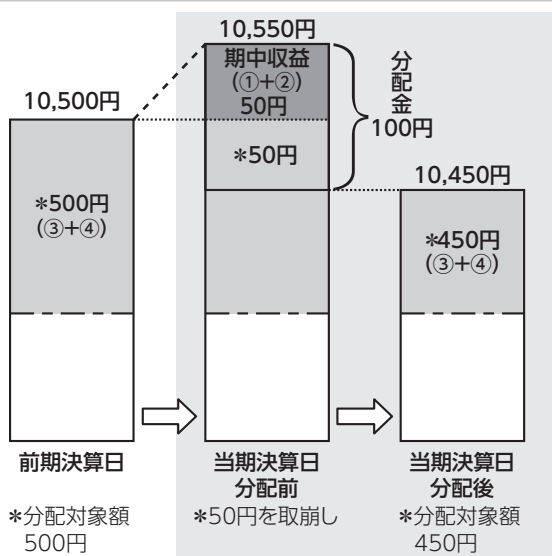 10,550円
期中収益
(①+②)
50円
分配金
100円
10,500円
*50円
10,450円
*500円
(③+④)
*450円
(③+④)
前期決算日
当期決算日
分配前
当期決算日
分配後
*分配対象額
500円
*50円を取崩し
*分配対象額
450円